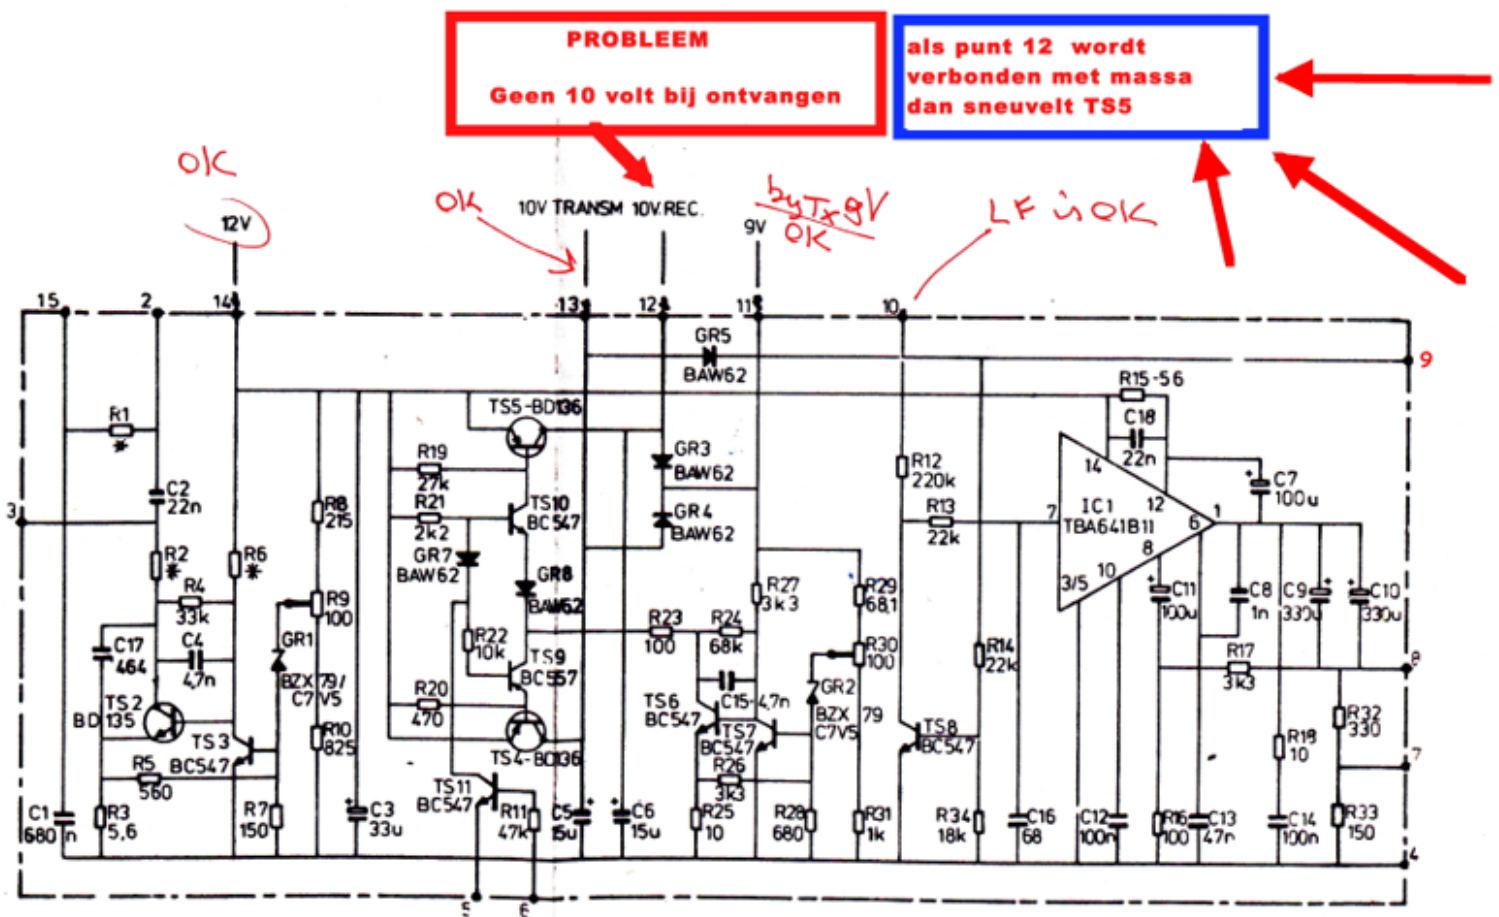 PROBLEEM
Geen 10 volt bij ontvangen
als punt 12 wordt
verbonden met massa
dan sneuvelt TS5
OK
12V
OK
10V TRANSM 10V.REC.
by Tx 9V
OK
9V
LF is OK
15
2
14
13
12
11
10
9
GR5
BAW62
R1
*
C2
22n
3
R2
*
R6
*
R4
33k
C17
464
C4
4,7n
TS2
BD135
TS3
BC547
R5
560
C1
680n
R3
5,6
R7
150
GR1
BZX79/
C7V5
R8
215
R9
100
R10
825
C3
33u
TS5-BD136
R19
27k
R21
2k2
TS10
BC547
GR7
BAW62
GR8
BAW62
R22
10k
TS9
BC557
R20
470
TS4-BD136
TS11
BC547
R11
47k
C5
15u
C6
15u
GR3
BAW62
GR4
BAW62
R23
100
R24
68k
R27
3k3
R29
681
R30
100
GR2
BZX79
C7V5
C15-4,7n
TS6
BC547
TS7
BC547
R26
3k3
R25
10
R28
680
R31
1k
R12
220k
R13
22k
R14
22k
TS8
BC547
R34
18k
C16
68
R15-56
C18
22n
14
12
7
IC1
TBA641B11
6
1
8
10
3/5
C7
100u
C11
100u
C8
1n
C9
330u
C10
330u
R17
3k3
8
R18
10
R32
330
7
C12
100n
R16
100
C13
47n
C14
100n
R33
150
4
5
6